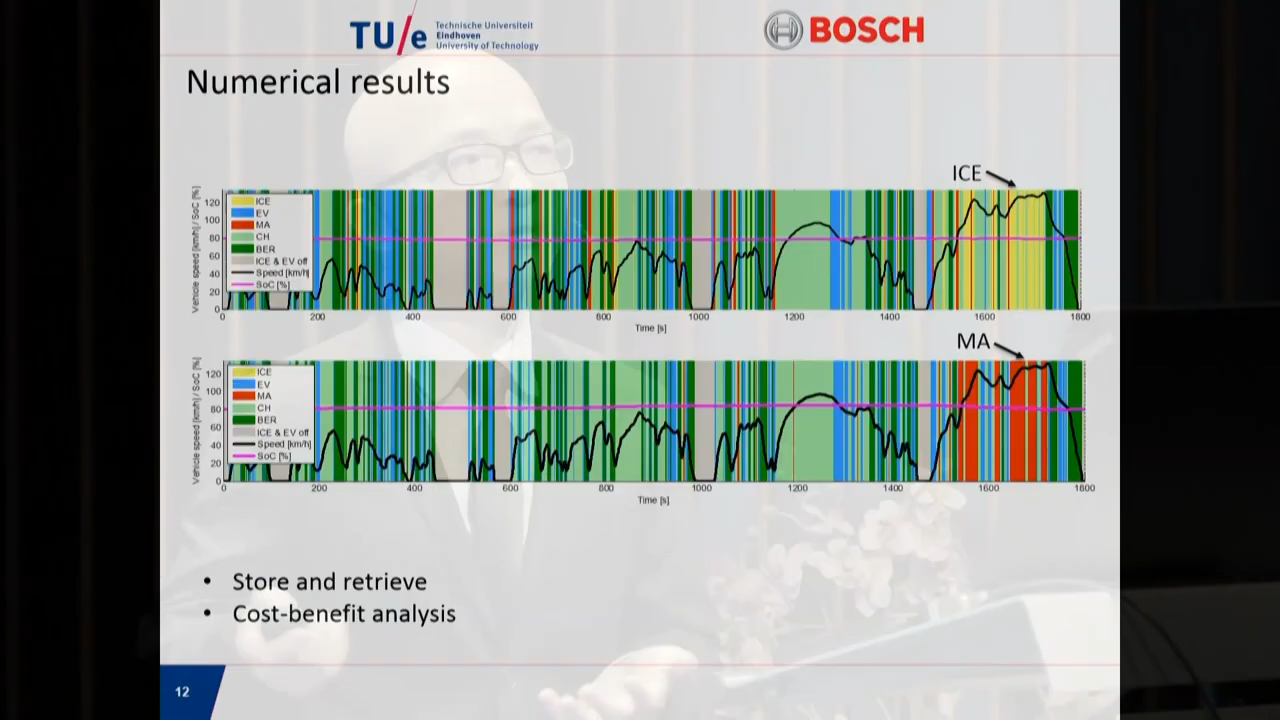 TU/e Technische Universiteit
Eindhoven
University of Technology
BOSCH
Numerical results
ICE
Vehicle speed [km/h] / SoC [%]
120
100
80
60
40
20
0
ICE
EV
MA
CH
BER
ICE & EV off
Speed [km/h]
SoC [%]
0 200 400 600 800 1000 1200 1400 1600 1800
Time [s]
MA
Vehicle speed [km/h] / SoC [%]
120
100
80
60
40
20
0
ICE
EV
MA
CH
BER
ICE & EV off
Speed [km/h]
SoC [%]
0 200 400 600 800 1000 1200 1400 1600 1800
Time [s]
• Store and retrieve
• Cost-benefit analysis
12